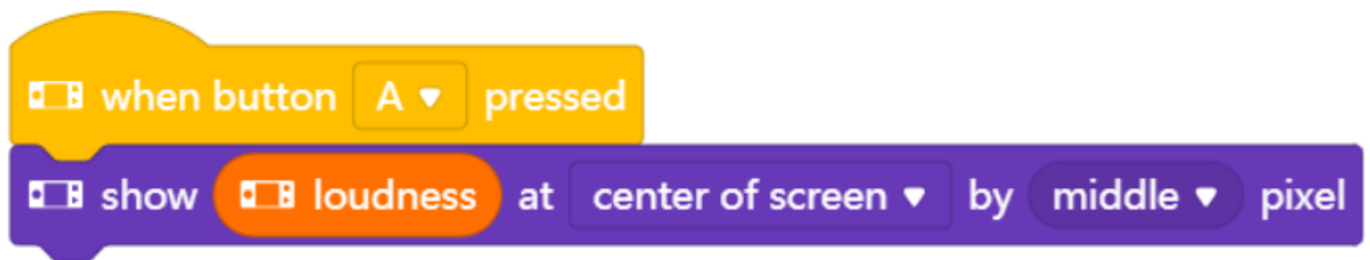 when button A pressed
show loudness at center of screen by middle pixel